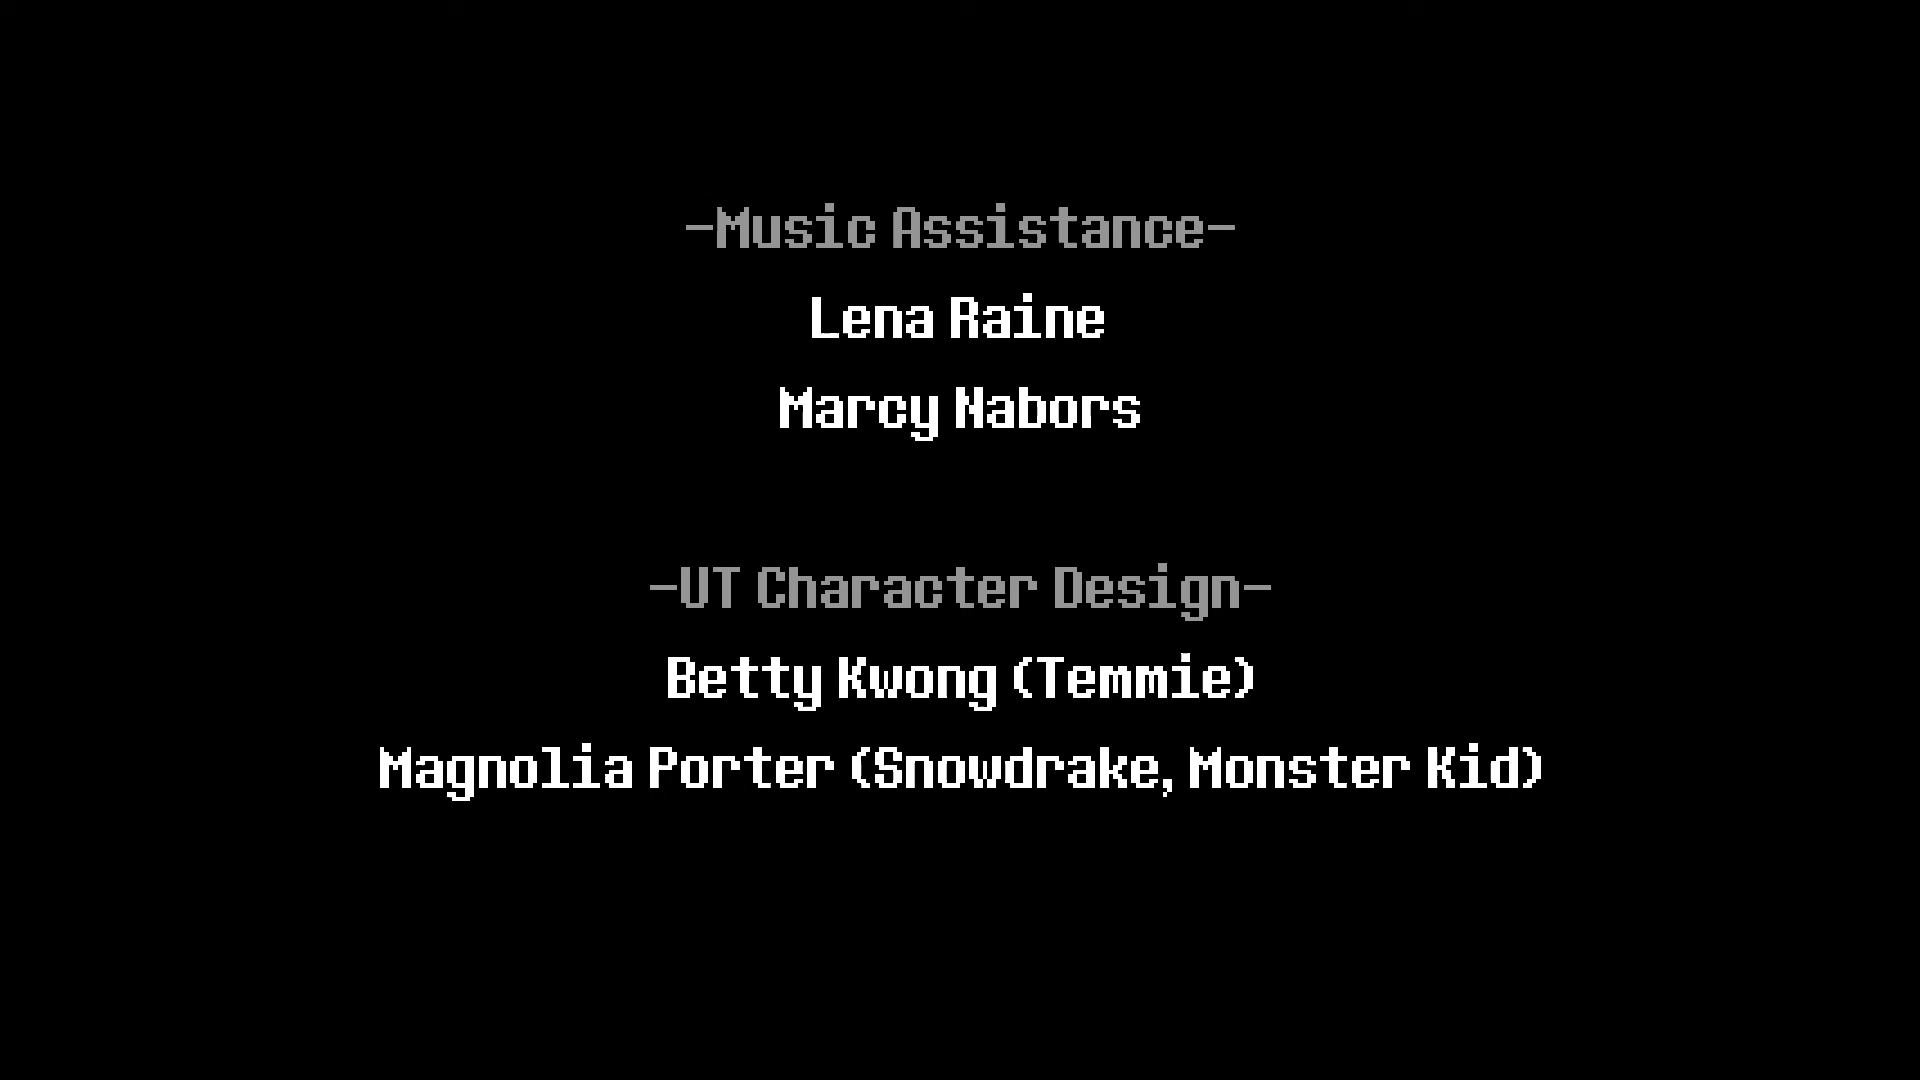 -Music Assistance-
Lena Raine
Marcy Nabors
-UT Character Design-
Betty Kwong (Temmie)
Magnolia Porter (Snowdrake, Monster Kid)